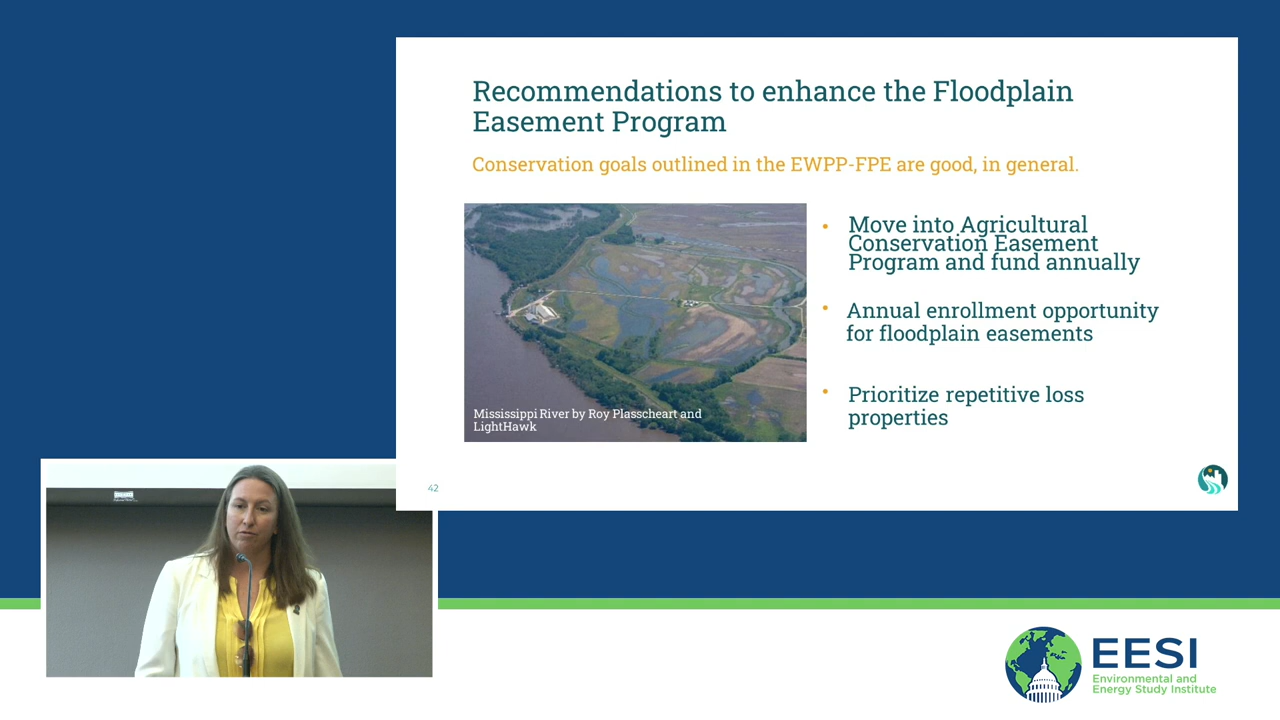 Recommendations to enhance the Floodplain
Easement Program
Conservation goals outlined in the EWPP-FPE are good, in general.
Mississippi River by Roy Plasscheart and
LightHawk
• Move into Agricultural
Conservation Easement
Program and fund annually
• Annual enrollment opportunity
for floodplain easements
• Prioritize repetitive loss
properties
42
EESI
Environmental and
Energy Study Institute